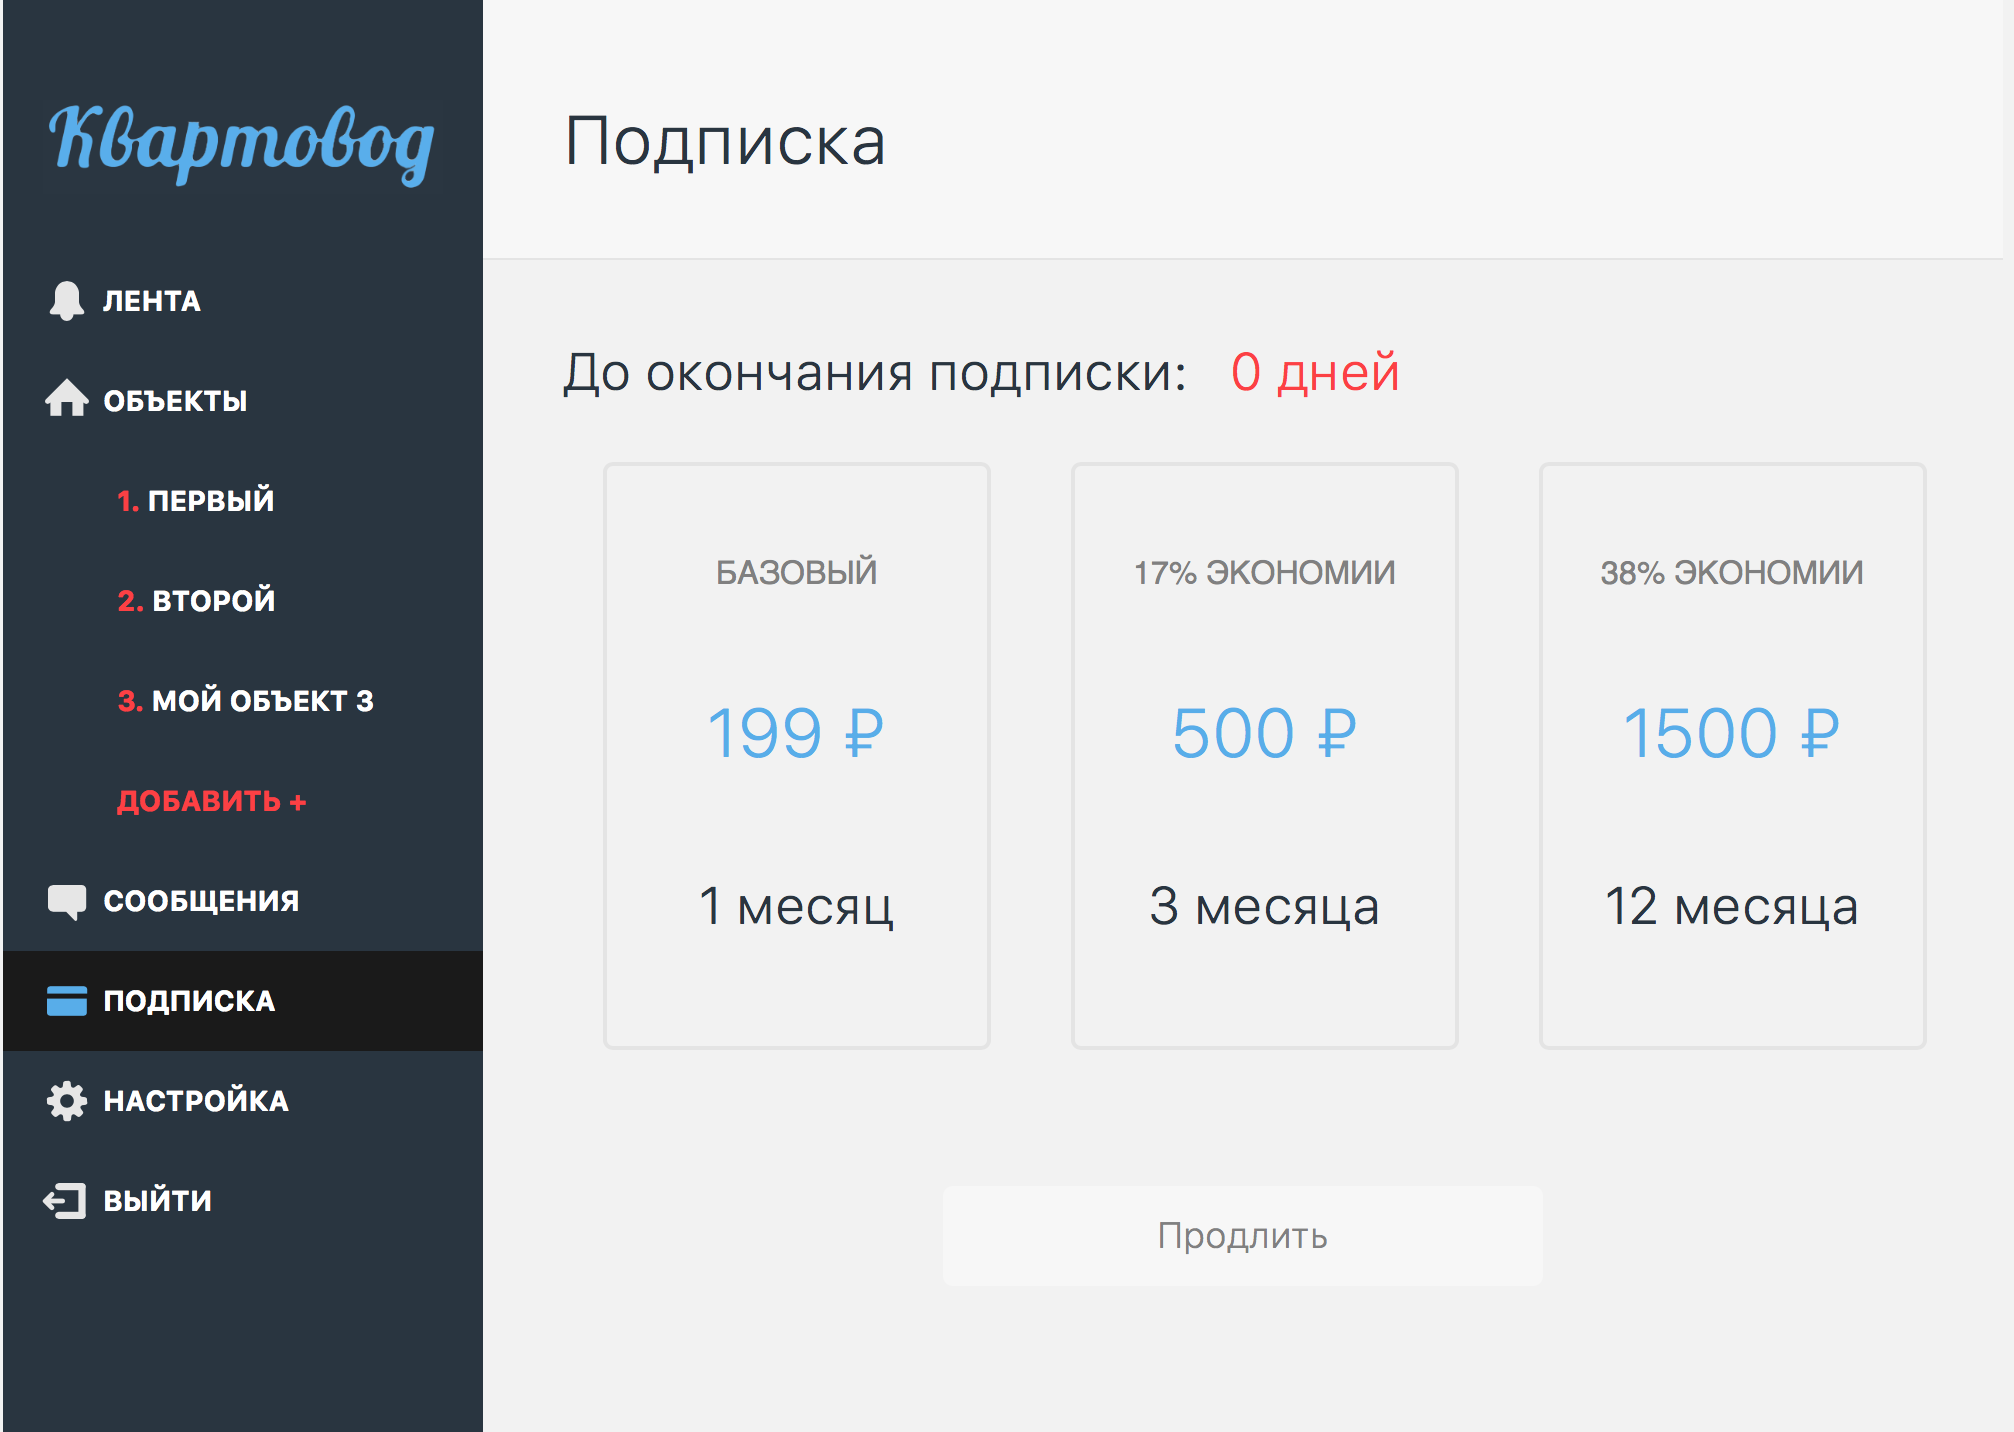 Квартовод
ЛЕНТА
ОБЪЕКТЫ
1. ПЕРВЫЙ
2. ВТОРОЙ
3. МОЙ ОБЪЕКТ 3
ДОБАВИТЬ +
СООБЩЕНИЯ
ПОДПИСКА
НАСТРОЙКА
ВЫЙТИ
Подписка
До окончания подписки: 0 дней
БАЗОВЫЙ
199 ₽
1 месяц
17% ЭКОНОМИИ
500 ₽
3 месяца
38% ЭКОНОМИИ
1500 ₽
12 месяца
Продлить